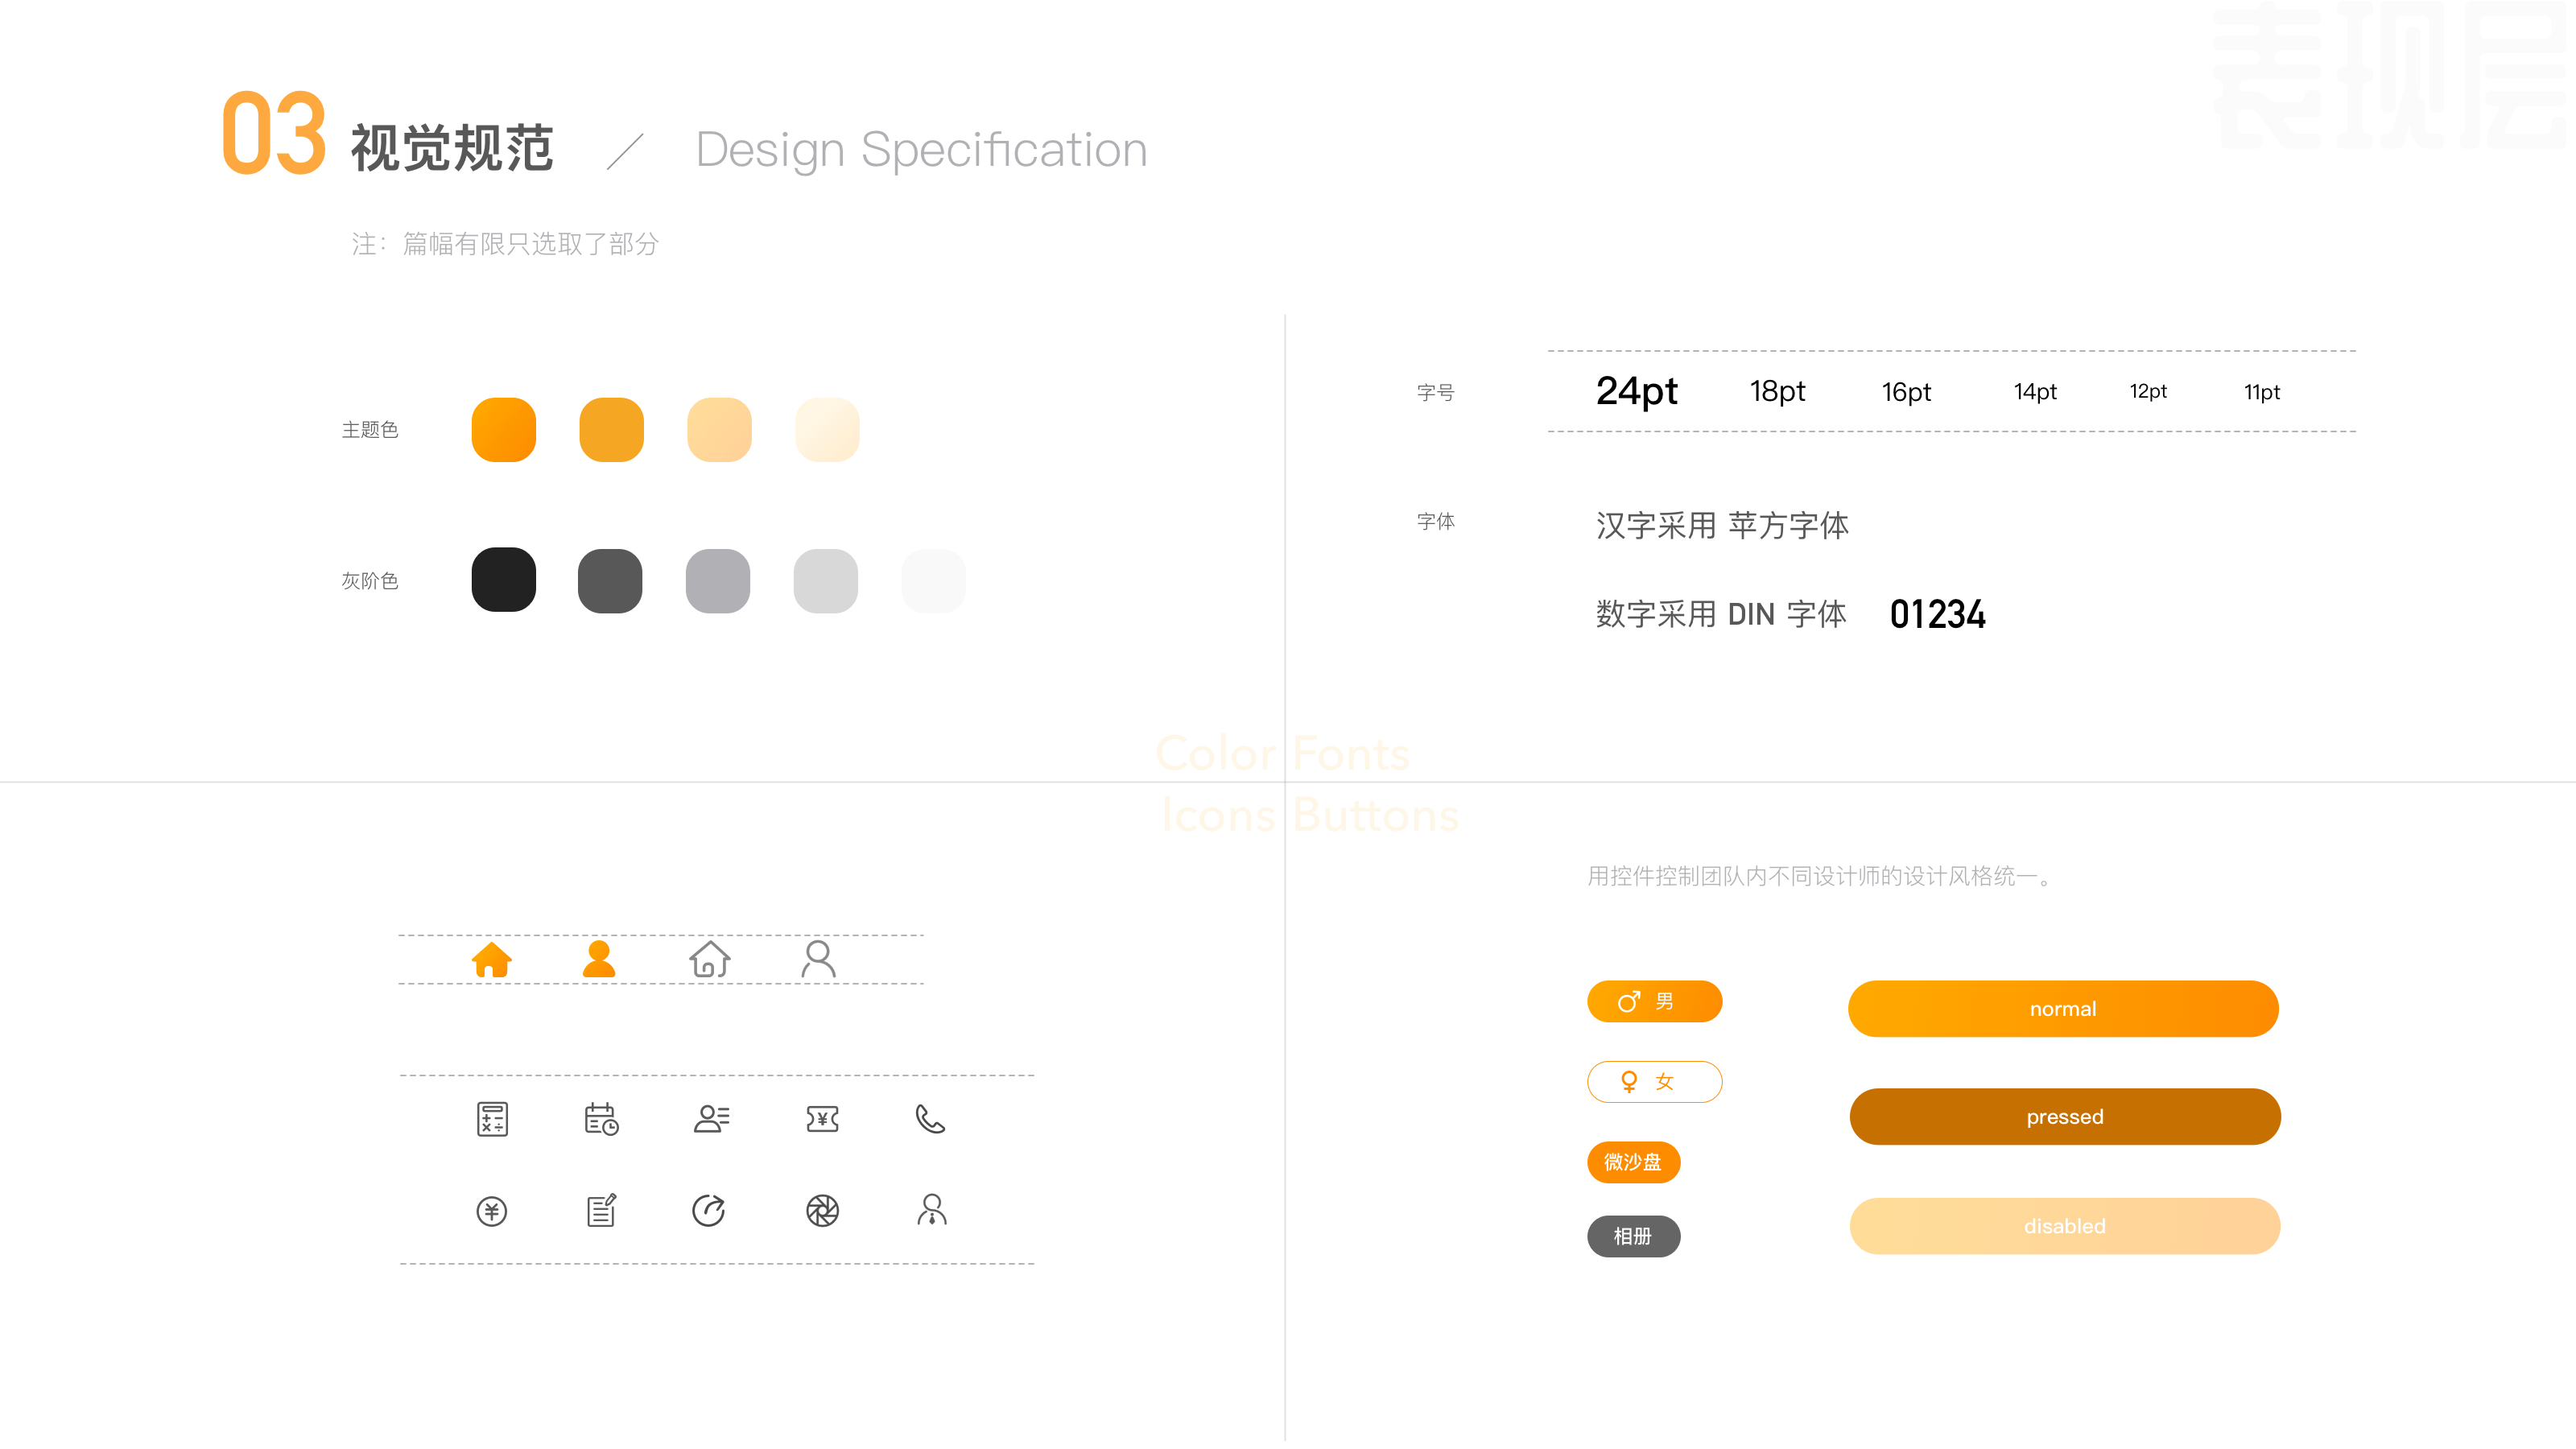 表现层
03 视觉规范 ／ Design Specification
注：篇幅有限只选取了部分
主题色
灰阶色
字号
24pt 18pt 16pt 14pt 12pt 11pt
字体
汉字采用 苹方字体
数字采用 DIN 字体 01234
Color Fonts
Icons Buttons
用控件控制团队内不同设计师的设计风格统一。
男
女
微沙盘
相册
normal
pressed
disabled